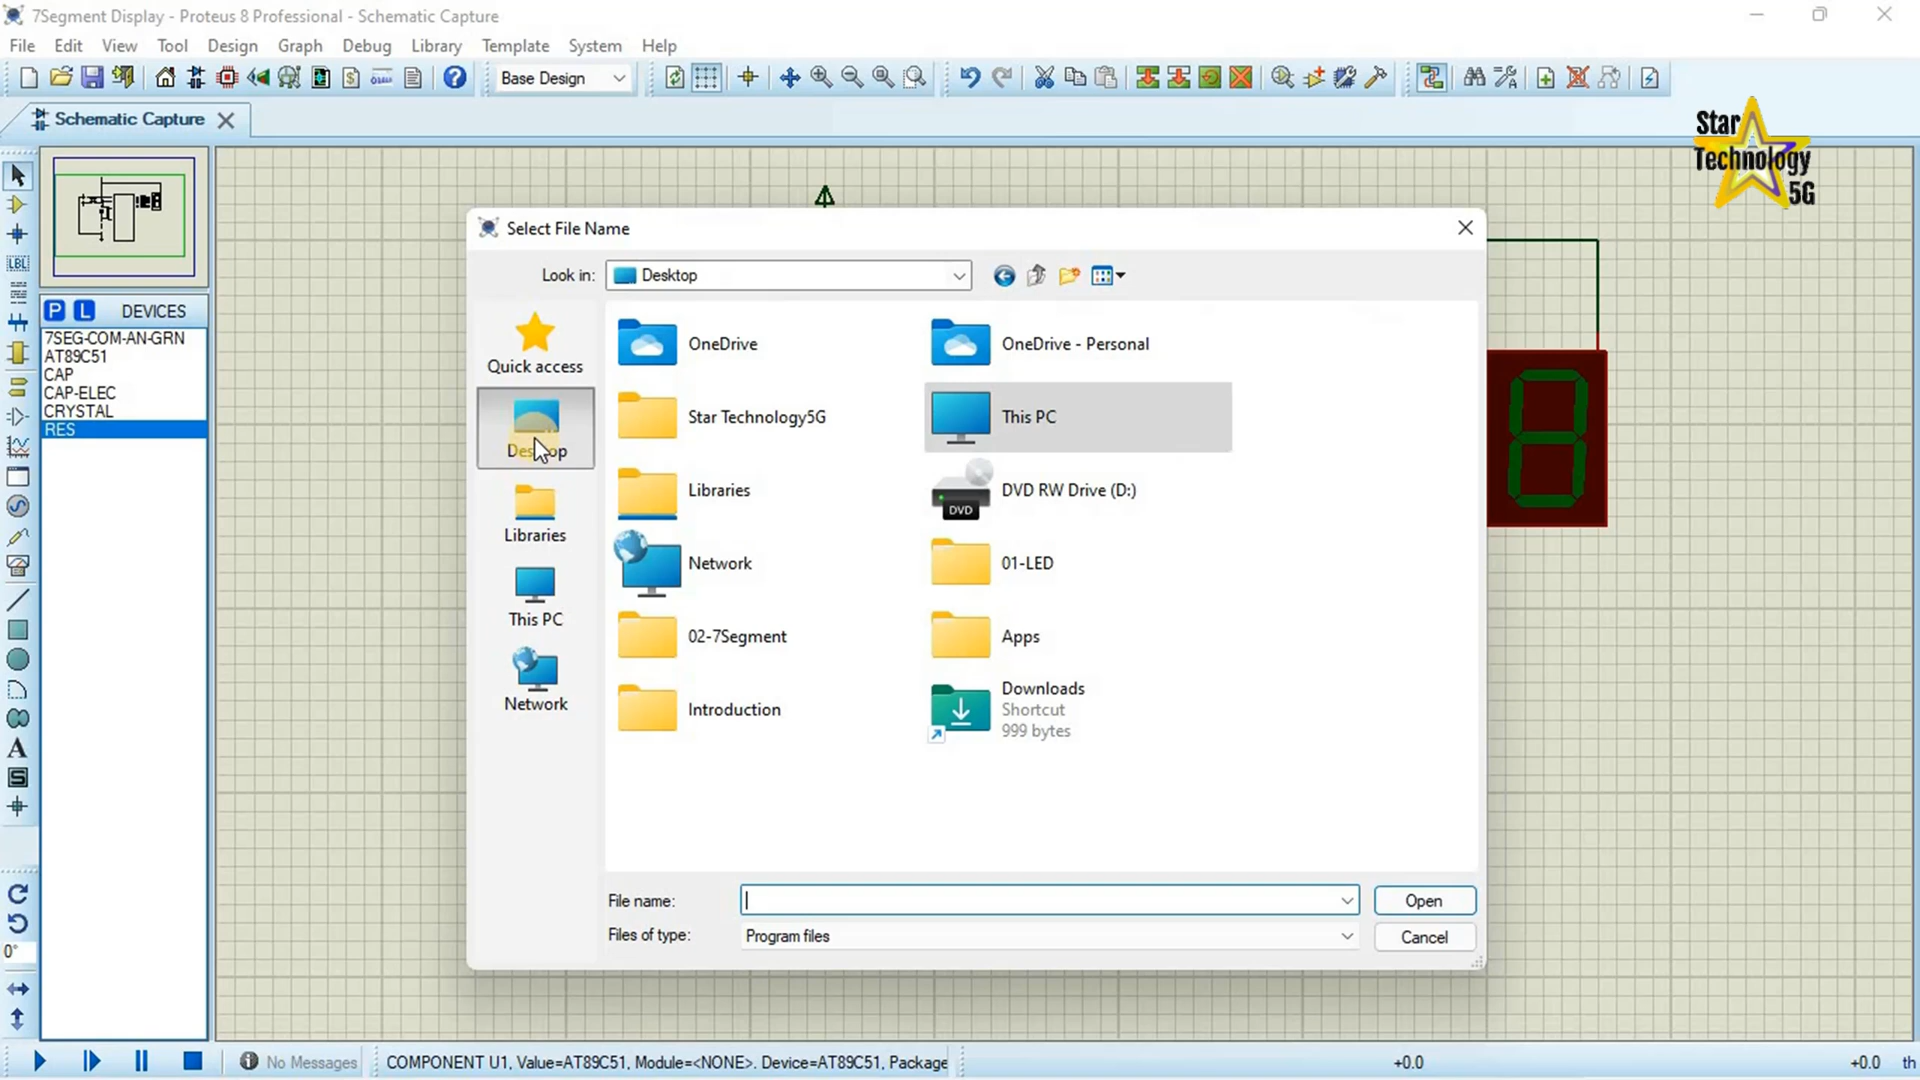 7Segment Display - Proteus 8 Professional - Schematic Capture
File Edit View Tool Design Graph Debug Library Template System Help
Base Design
Schematic Capture
Star
Technology
5G
LBL
P L DEVICES
7SEG-COM-AN-GRN
AT89C51
CAP
CAP-ELEC
CRYSTAL
RES
A
S
0°
Select File Name
Look in: Desktop
Quick access
Desktop
Libraries
This PC
Network
OneDrive
OneDrive - Personal
Star Technology5G
This PC
Libraries
DVD RW Drive (D:)
DVD
Network
01-LED
02-7Segment
Apps
Introduction
Downloads
Shortcut
999 bytes
File name:
Open
Files of type: Program files
Cancel
No Messages
COMPONENT U1, Value=AT89C51, Module=<NONE>. Device=AT89C51, Package
+0.0
+0.0
th